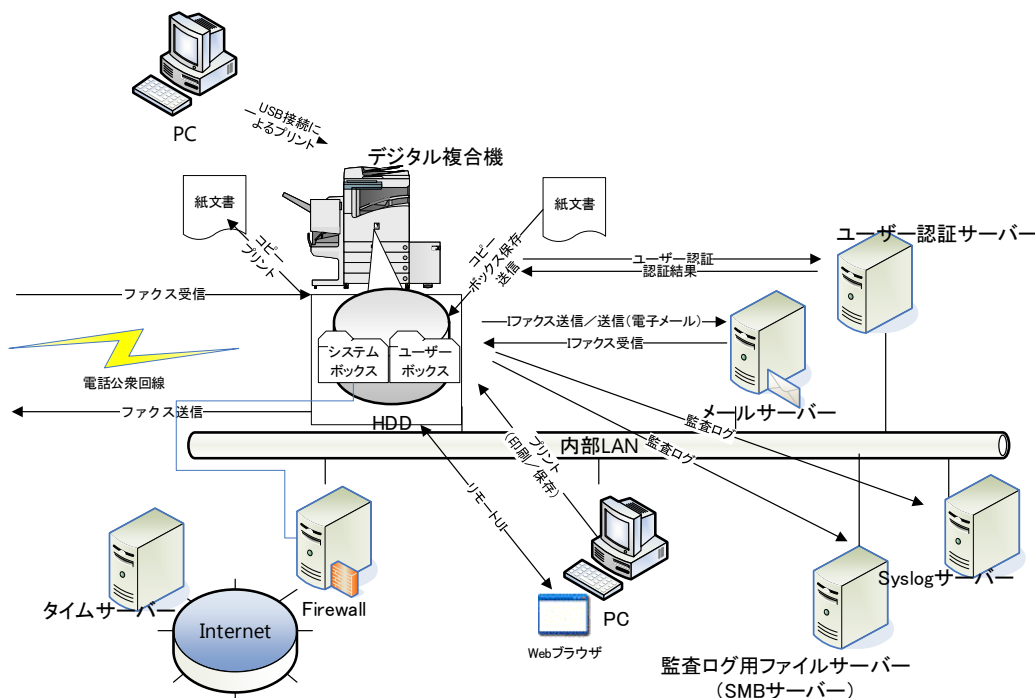 PC
USB接続に
よるプリント
デジタル複合機
紙文書
紙文書
コピー
プリント
コピー
ボックス保存
送信
ユーザー認証サーバー
ユーザー認証
認証結果
ファクス受信
Iファクス送信／送信(電子メール)
Iファクス受信
システム
ボックス
ユーザー
ボックス
電話公衆回線
ファクス送信
HDD
メールサーバー
監査ログ
監査ログ
内部LAN
プリント
(印刷／保存)
リモートUI
タイムサーバー
Firewall
Internet
PC
Webブラウザ
Syslogサーバー
監査ログ用ファイルサーバー
（SMBサーバー）